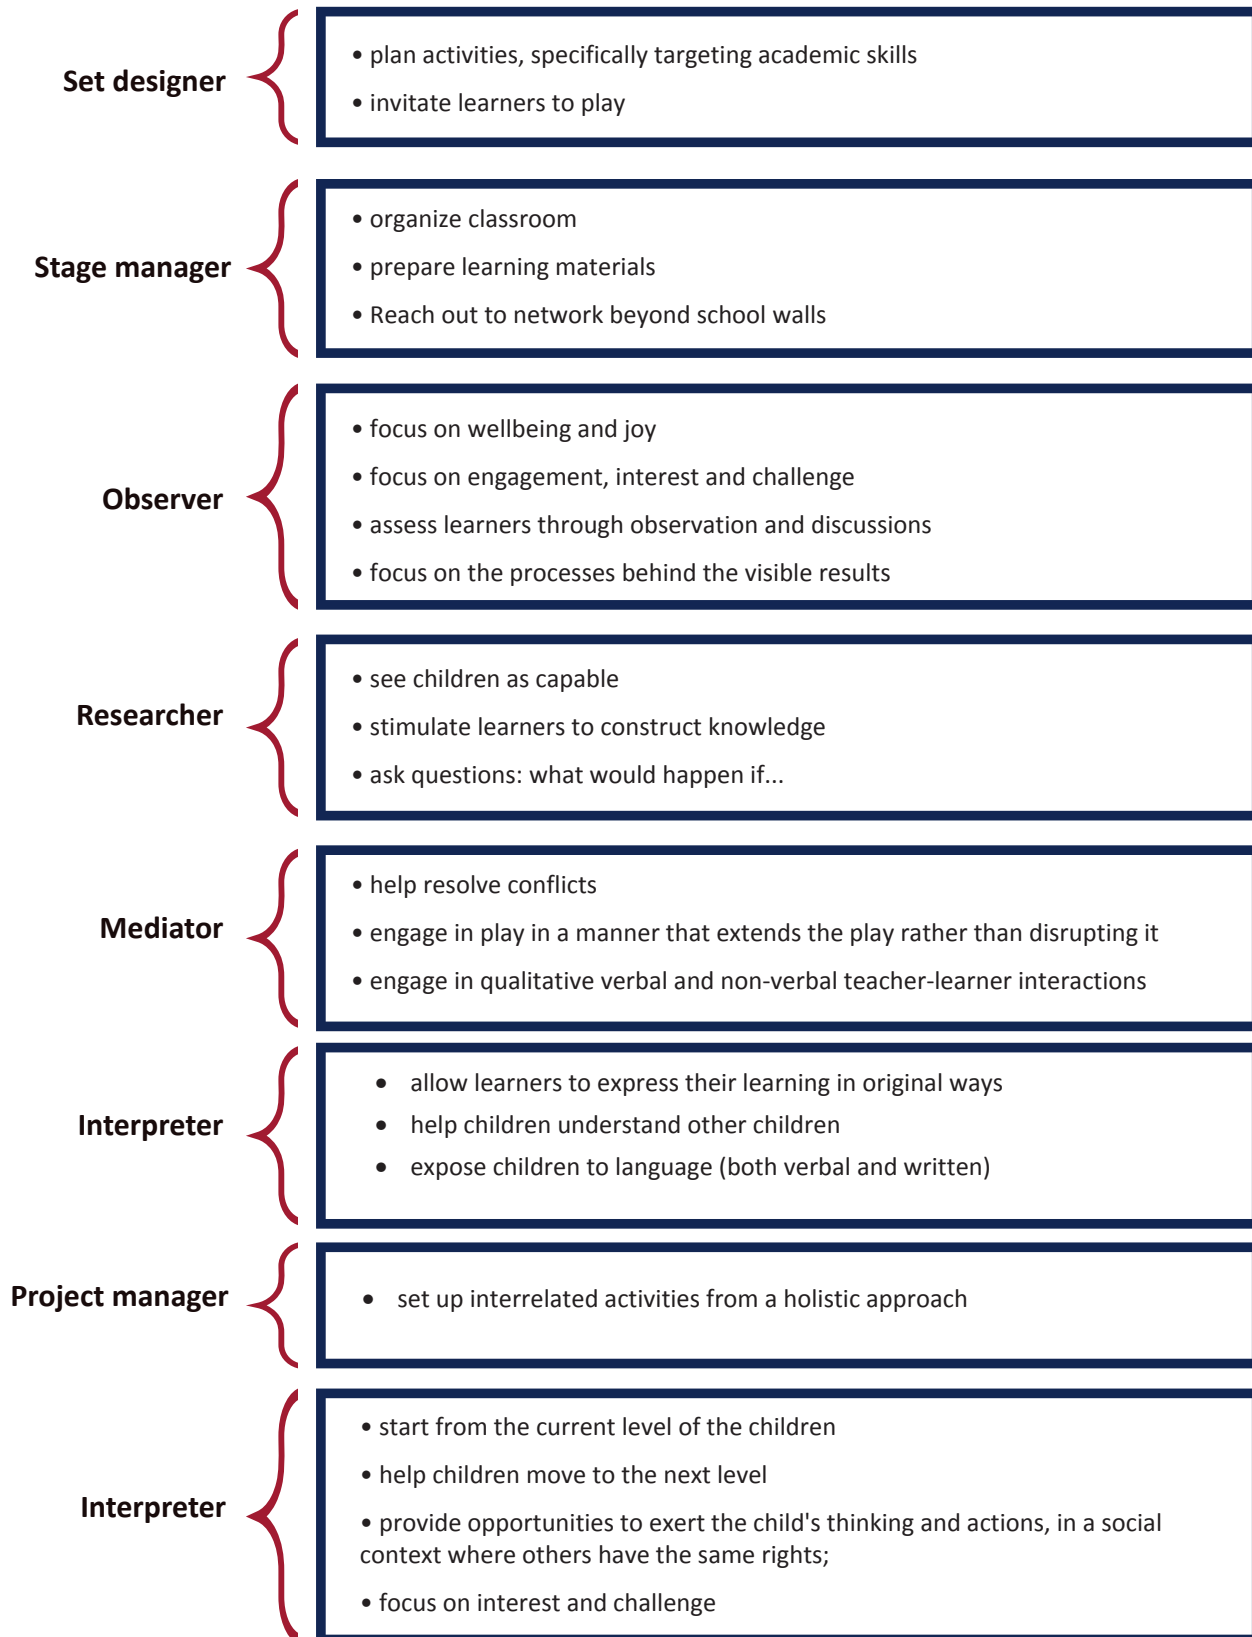 Set designer
• plan activities, specifically targeting academic skills
• invitate learners to play
Stage manager
• organize classroom
• prepare learning materials
• Reach out to network beyond school walls
Observer
• focus on wellbeing and joy
• focus on engagement, interest and challenge
• assess learners through observation and discussions
• focus on the processes behind the visible results
Researcher
• see children as capable
• stimulate learners to construct knowledge
• ask questions: what would happen if...
Mediator
• help resolve conflicts
• engage in play in a manner that extends the play rather than disrupting it
• engage in qualitative verbal and non-verbal teacher-learner interactions
Interpreter
• allow learners to express their learning in original ways
• help children understand other children
• expose children to language (both verbal and written)
Project manager
• set up interrelated activities from a holistic approach
Interpreter
• start from the current level of the children
• help children move to the next level
• provide opportunities to exert the child's thinking and actions, in a social
context where others have the same rights;
• focus on interest and challenge